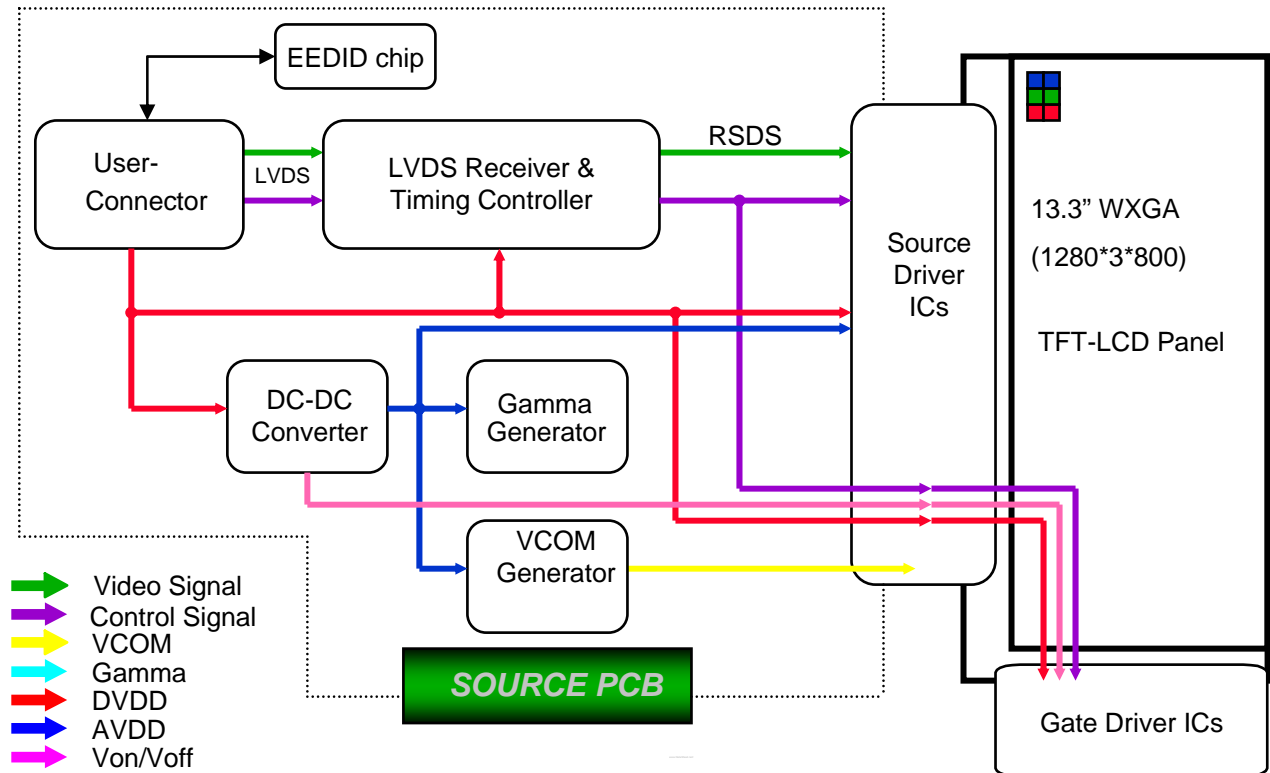 EEDID chip
User-
Connector
LVDS
LVDS Receiver &
Timing Controller
RSDS
Source
Driver
ICs
13.3” WXGA
(1280*3*800)
TFT-LCD Panel
DC-DC
Converter
Gamma
Generator
VCOM
Generator
Video Signal
Control Signal
VCOM
Gamma
DVDD
AVDD
Von/Voff
SOURCE PCB
Gate Driver ICs